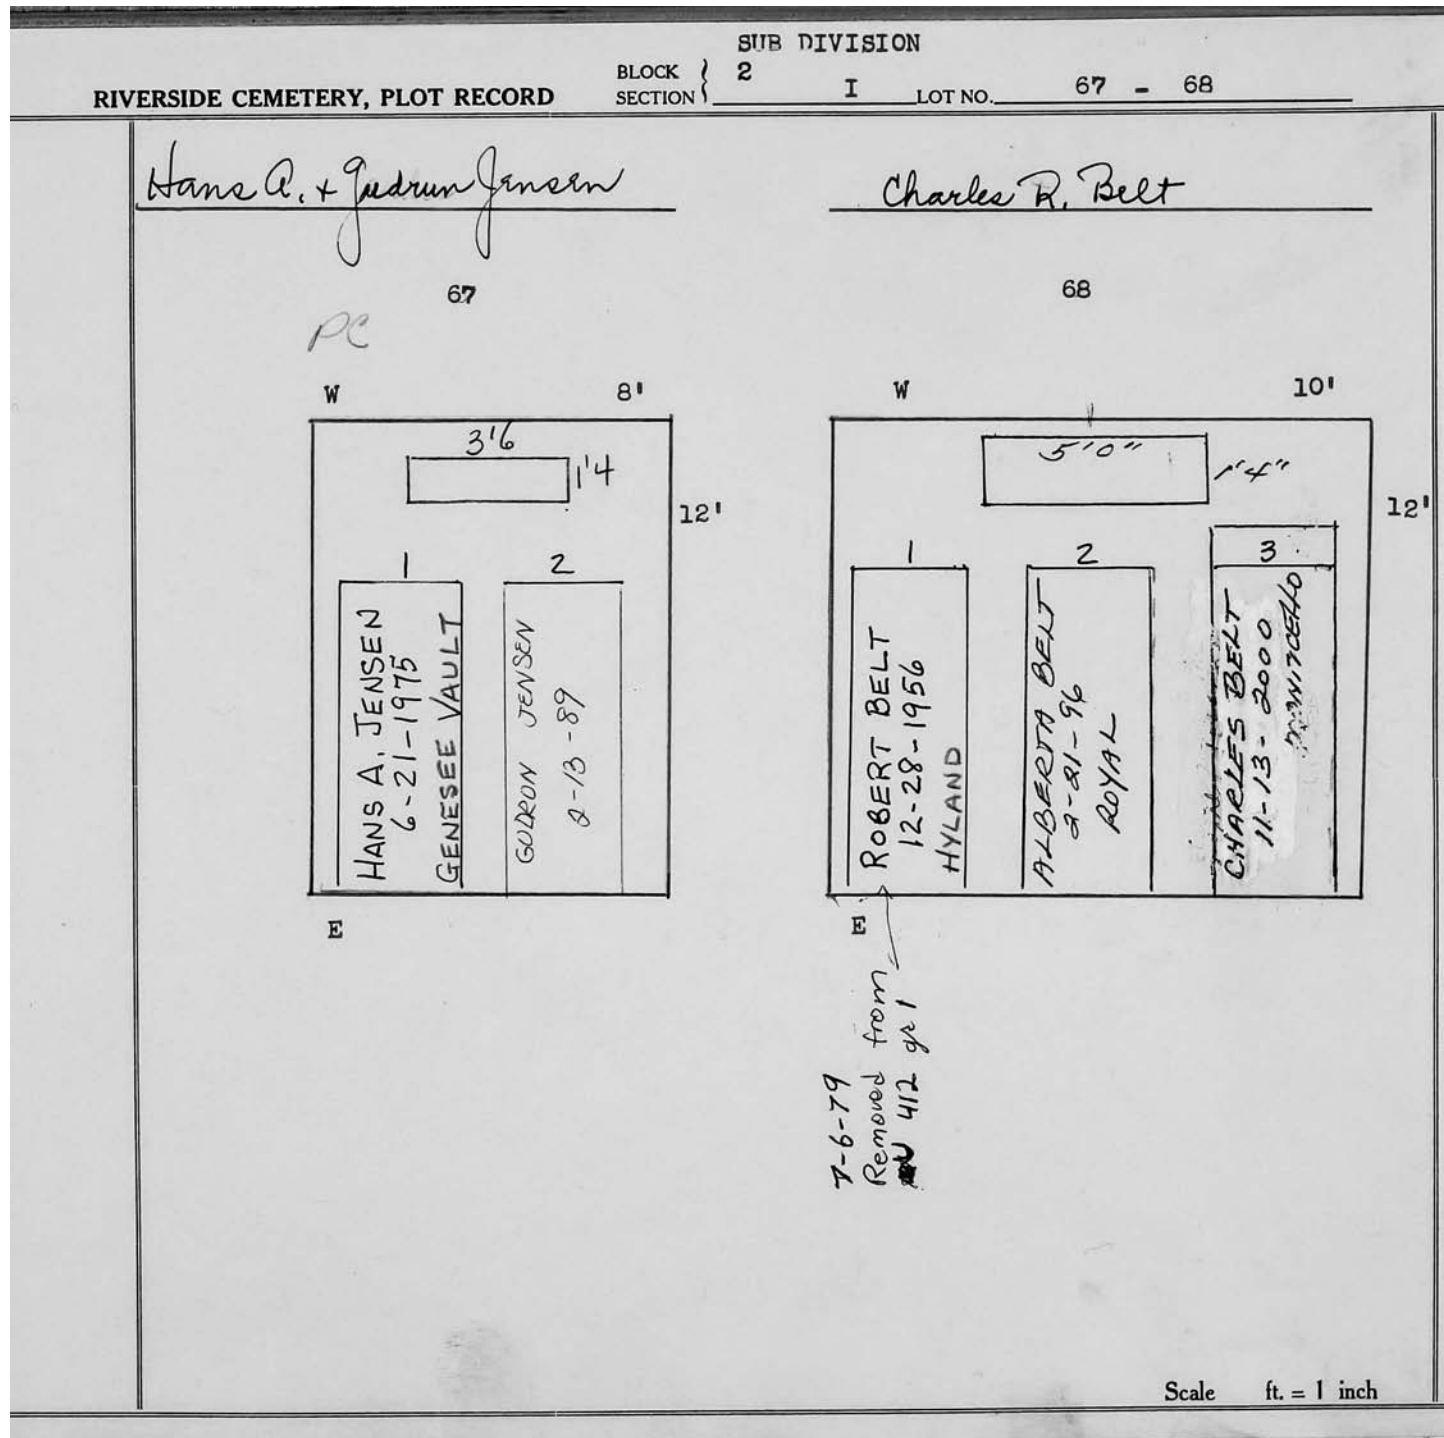 SUB DIVISION
BLOCK 2
RIVERSIDE CEMETERY, PLOT RECORD SECTION I LOT NO. 67 - 68
Hans A. + Gudrun Jensen
Charles R. Belt
67
68
PC
W 8'
W 10'
3'6
1'4
12'
5'0"
1'4"
12'
1
2
1
2
3
HANS A. JENSEN
6-21-1975
GENESEE VAULT
GUDRON JENSEN
2-13-89
ROBERT BELT
12-28-1956
HYLAND
ALBERTA BELT
2-21-96
ROYAL
CHARLES BELT
11-13-2000
MONTICELLO
E
E
7-6-79
Removed from
412 gr 1
Scale ft. = 1 inch